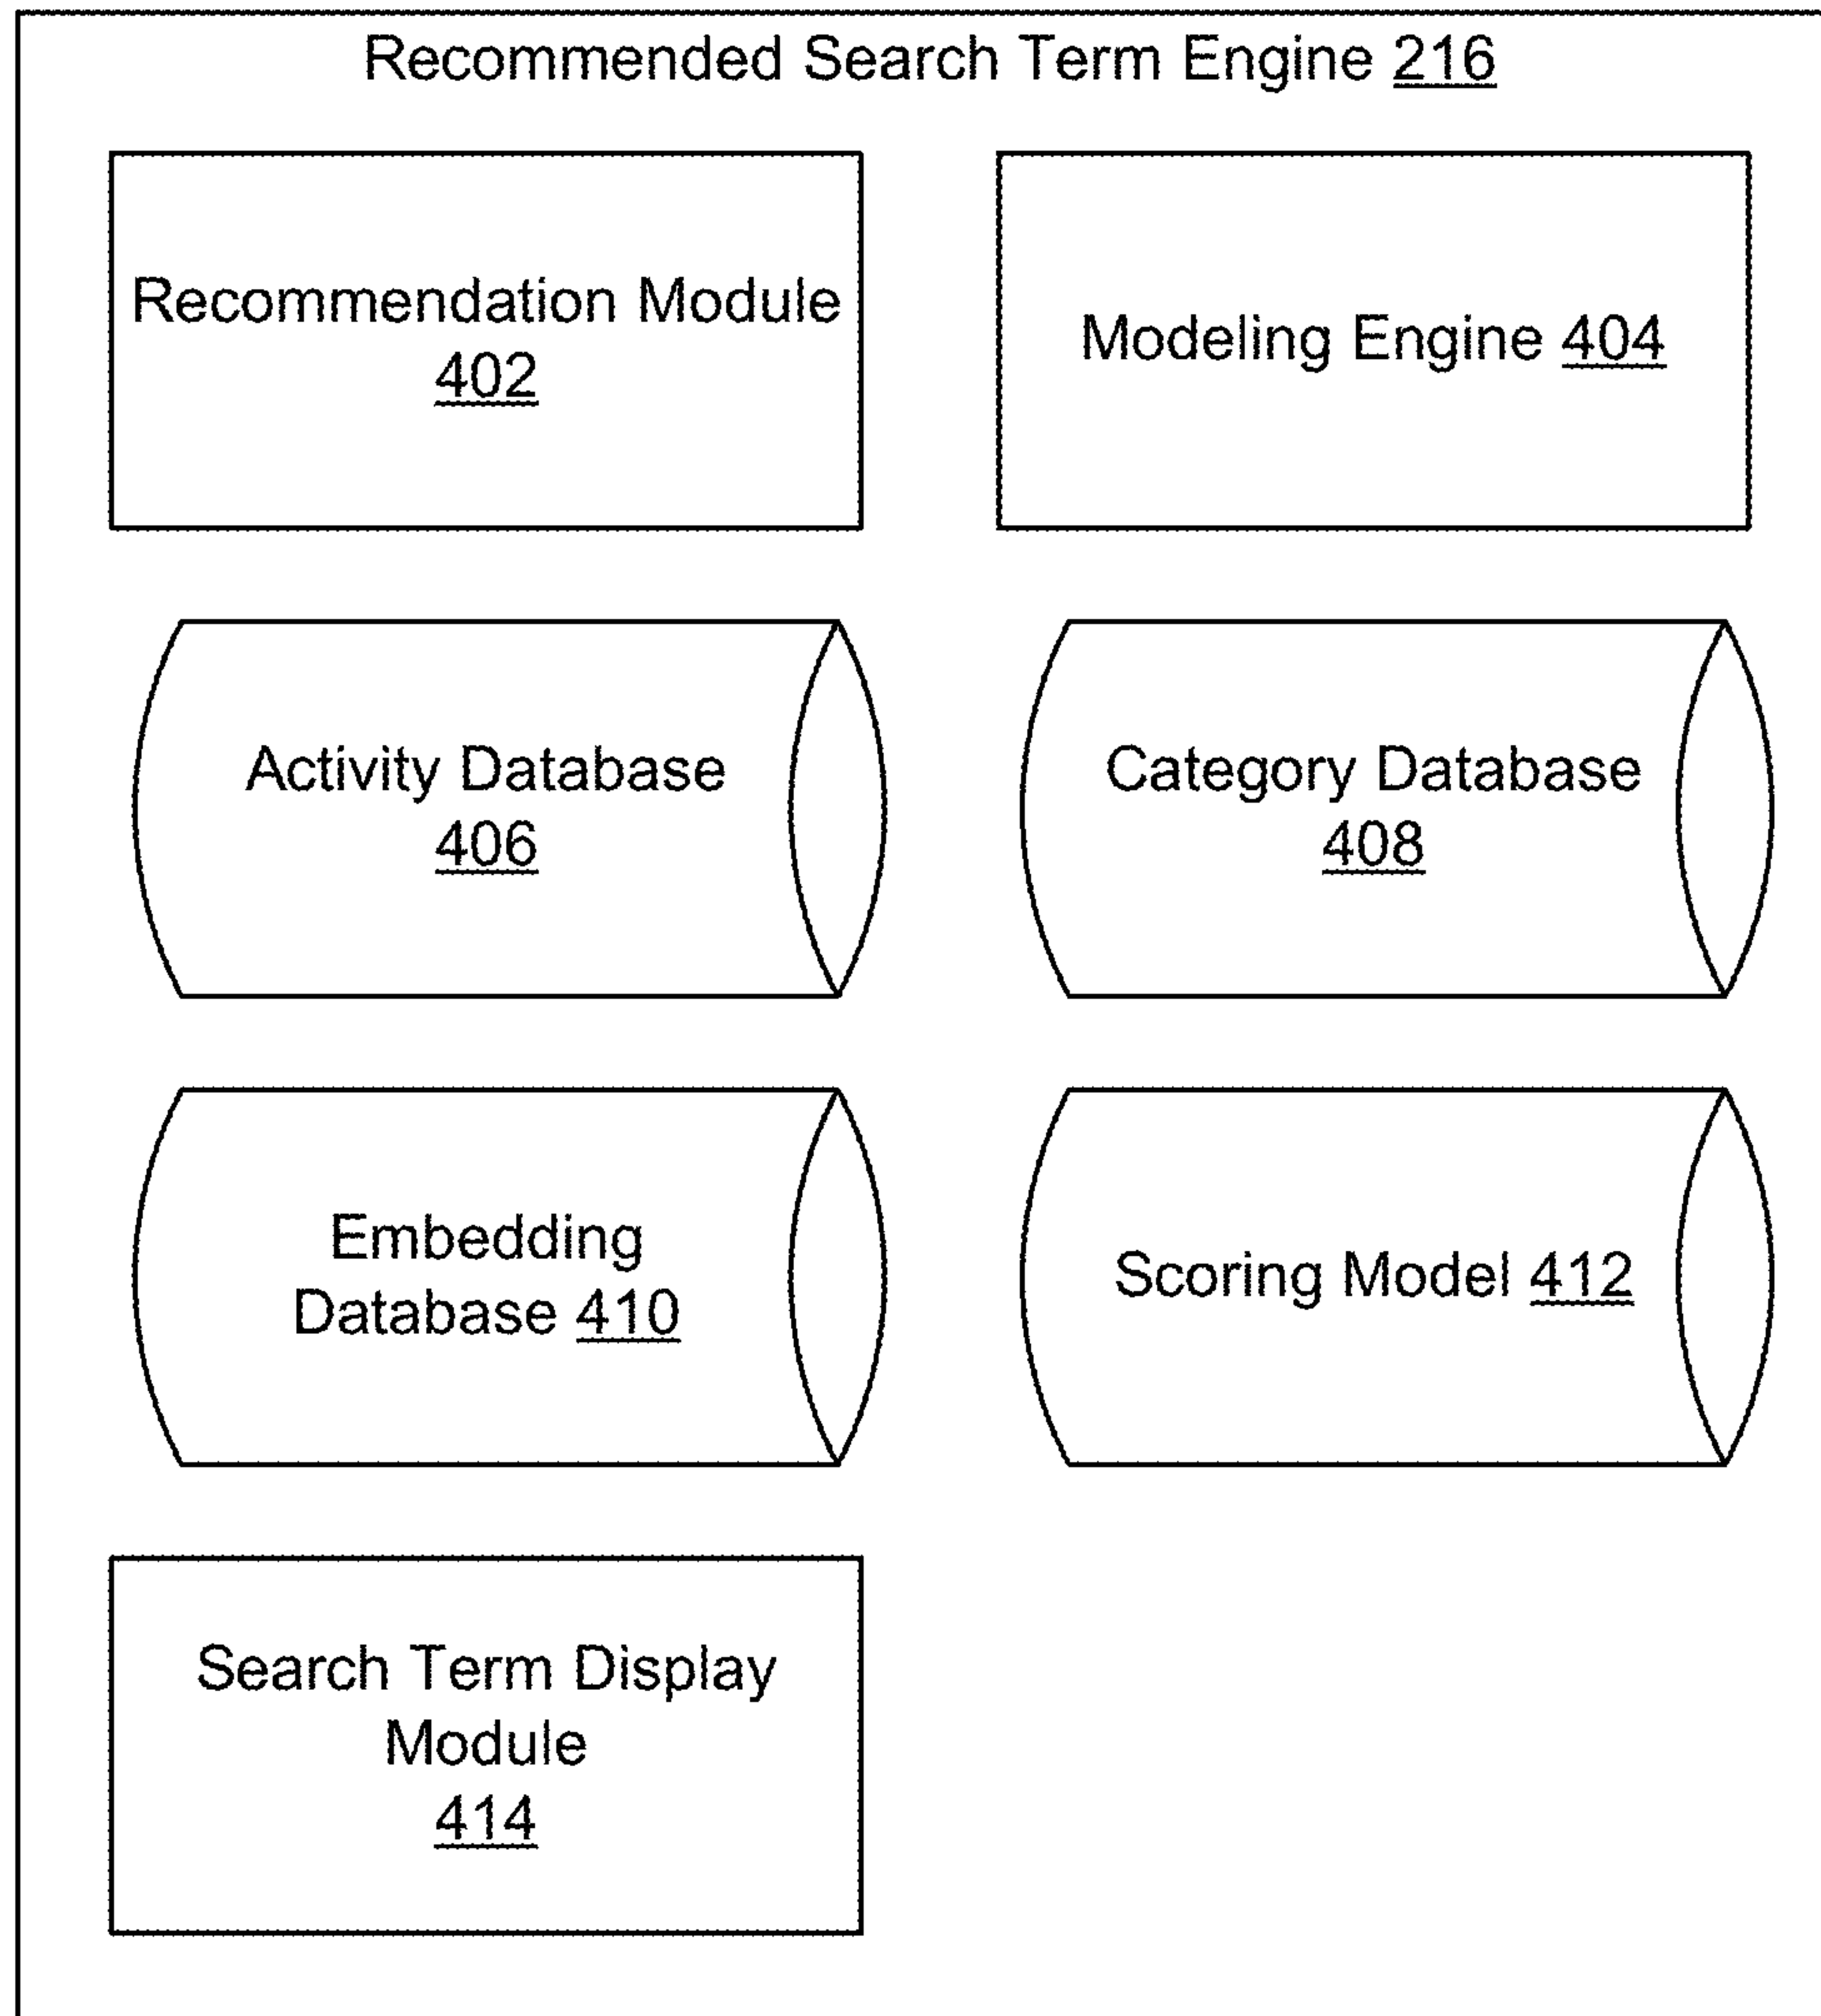 Recommended Search Term Engine 216
Recommendation Module
402
Modeling Engine 404
Activity Database
406
Category Database
408
Embedding
Database 410
Scoring Model 412
Search Term Display
Module
414